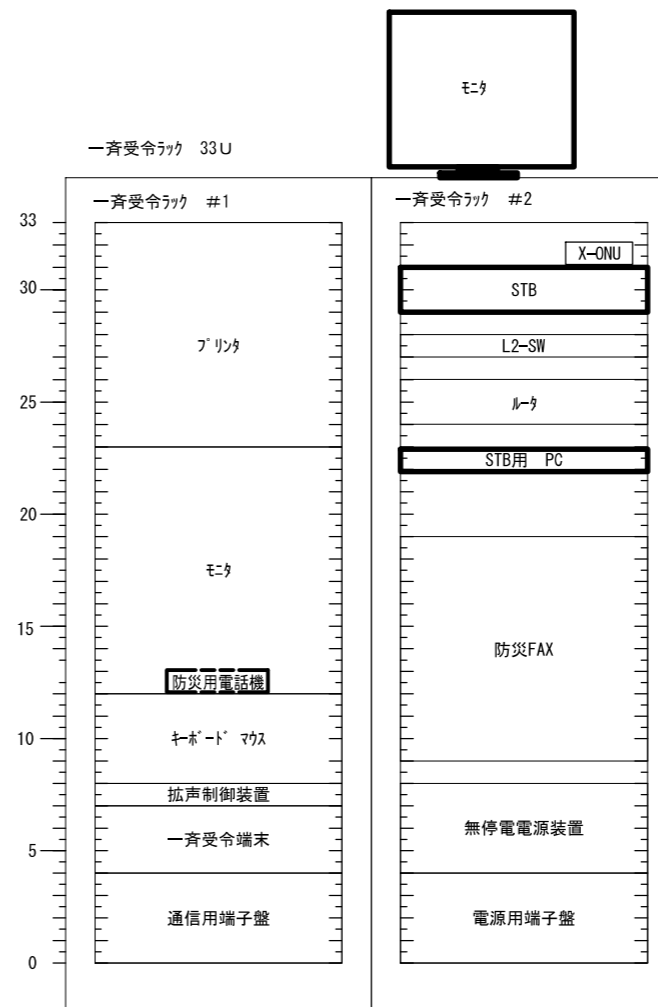 モニタ
一斉受令ラック 33U
一斉受令ラック #1
一斉受令ラック #2
33
30
25
20
15
10
5
0
プリンタ
モニタ
防災用電話機
キーボード マウス
拡声制御装置
一斉受令端末
通信用端子盤
X-ONU
STB
L2-SW
ルータ
STB用 PC
防災FAX
無停電電源装置
電源用端子盤